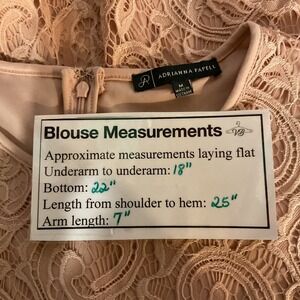 ADRIANNA PAPELL
M
Blouse Measurements
Approximate measurements laying flat
Underarm to underarm: 18"
Bottom: 22"
Length from shoulder to hem: 25"
Arm length: 7"